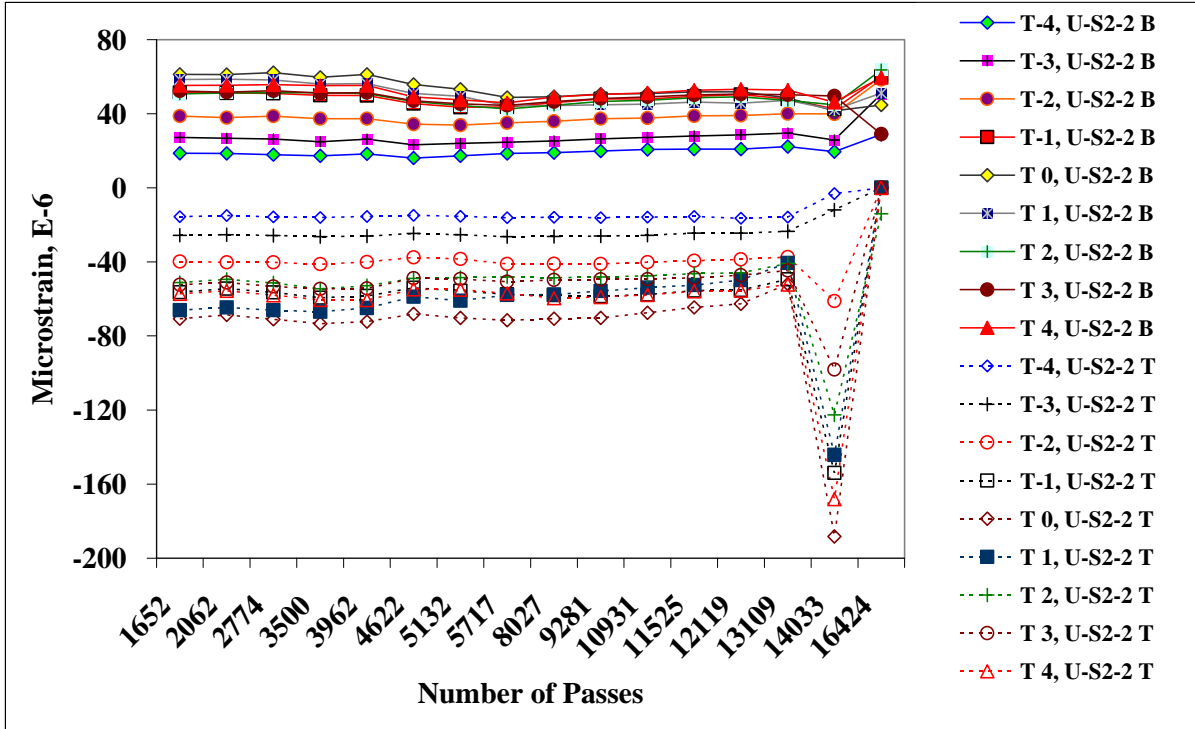 80
40
0
-40
-80
-120
-160
-200
Microstrain, E-6
1652
2062
2774
3500
3962
4622
5132
5717
8027
9281
10931
11525
12119
13109
14033
16424
Number of Passes
T-4, U-S2-2 B
T-3, U-S2-2 B
T-2, U-S2-2 B
T-1, U-S2-2 B
T 0, U-S2-2 B
T 1, U-S2-2 B
T 2, U-S2-2 B
T 3, U-S2-2 B
T 4, U-S2-2 B
T-4, U-S2-2 T
T-3, U-S2-2 T
T-2, U-S2-2 T
T-1, U-S2-2 T
T 0, U-S2-2 T
T 1, U-S2-2 T
T 2, U-S2-2 T
T 3, U-S2-2 T
T 4, U-S2-2 T